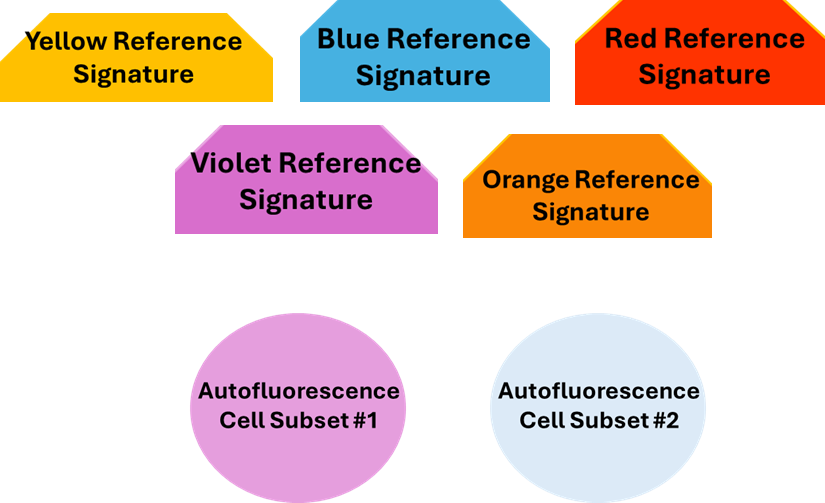 Yellow Reference
Signature
Blue Reference
Signature
Red Reference
Signature
Violet Reference
Signature
Orange Reference
Signature
Autofluorescence
Cell Subset #1
Autofluorescence
Cell Subset #2